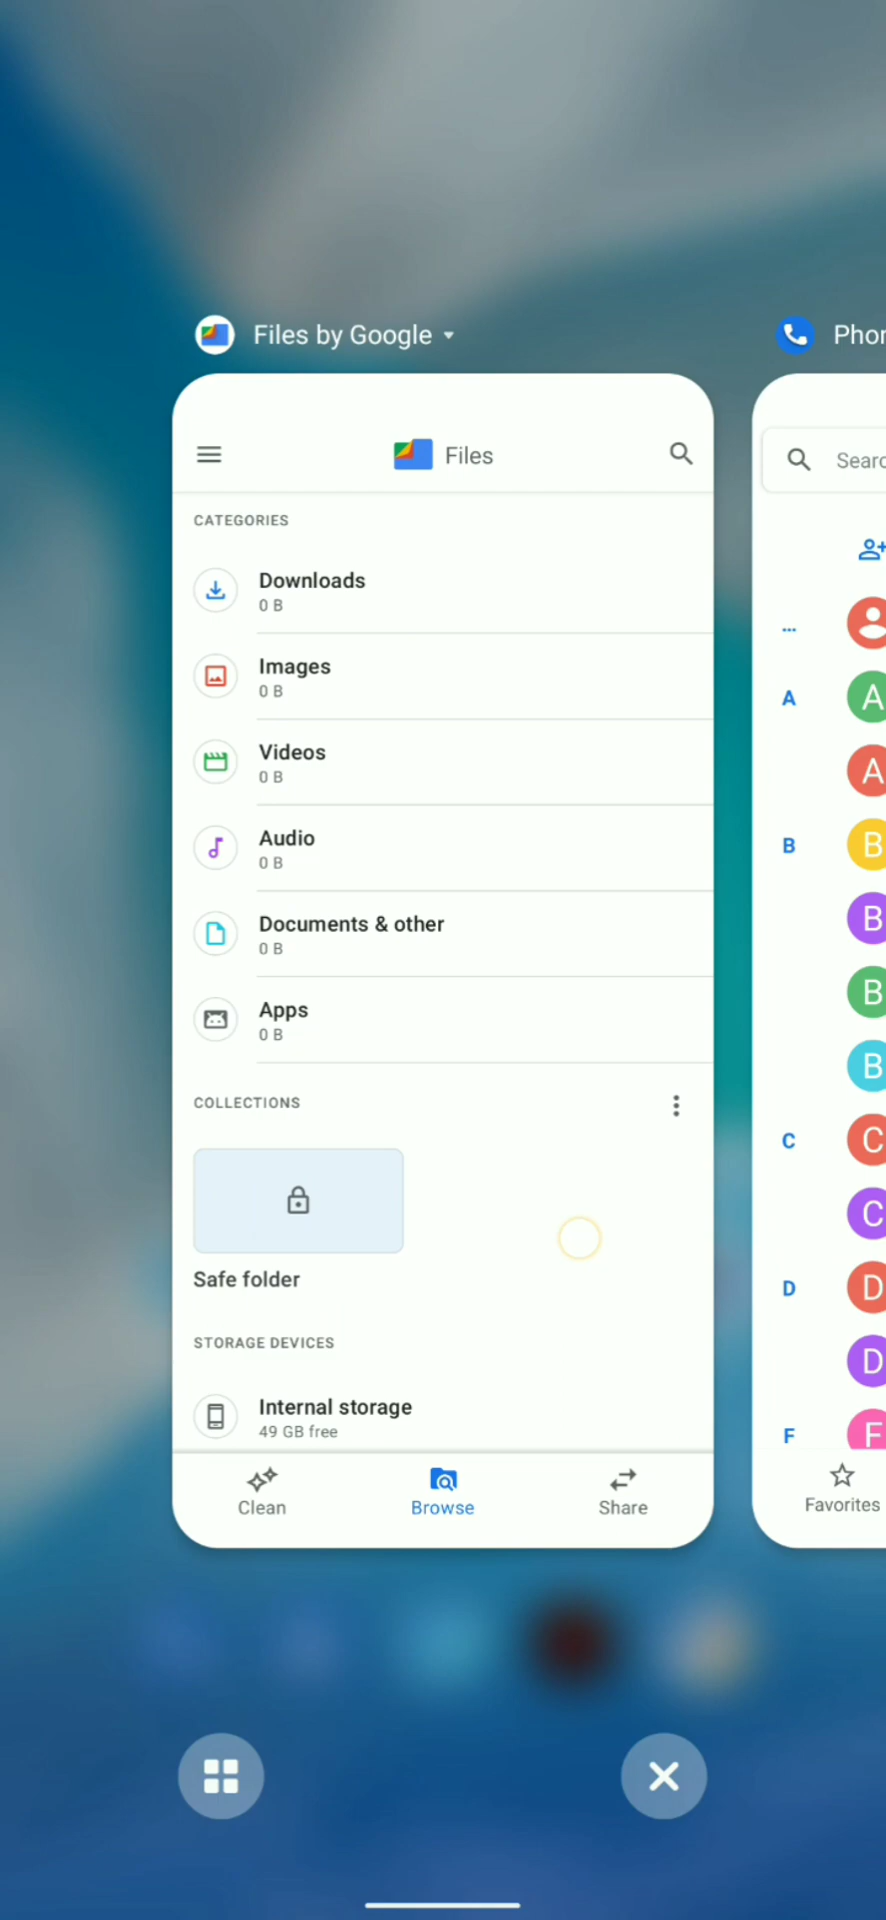 Files by Google
Files
CATEGORIES
Downloads
0 B
Images
0 B
Videos
0 B
Audio
0 B
Documents & other
0 B
Apps
0 B
COLLECTIONS
Safe folder
STORAGE DEVICES
Internal storage
49 GB free
Clean
Browse
Share
Phon
Searc
...
A
A
A
B
B
B
B
B
C
C
C
D
D
D
F
F
Favorites